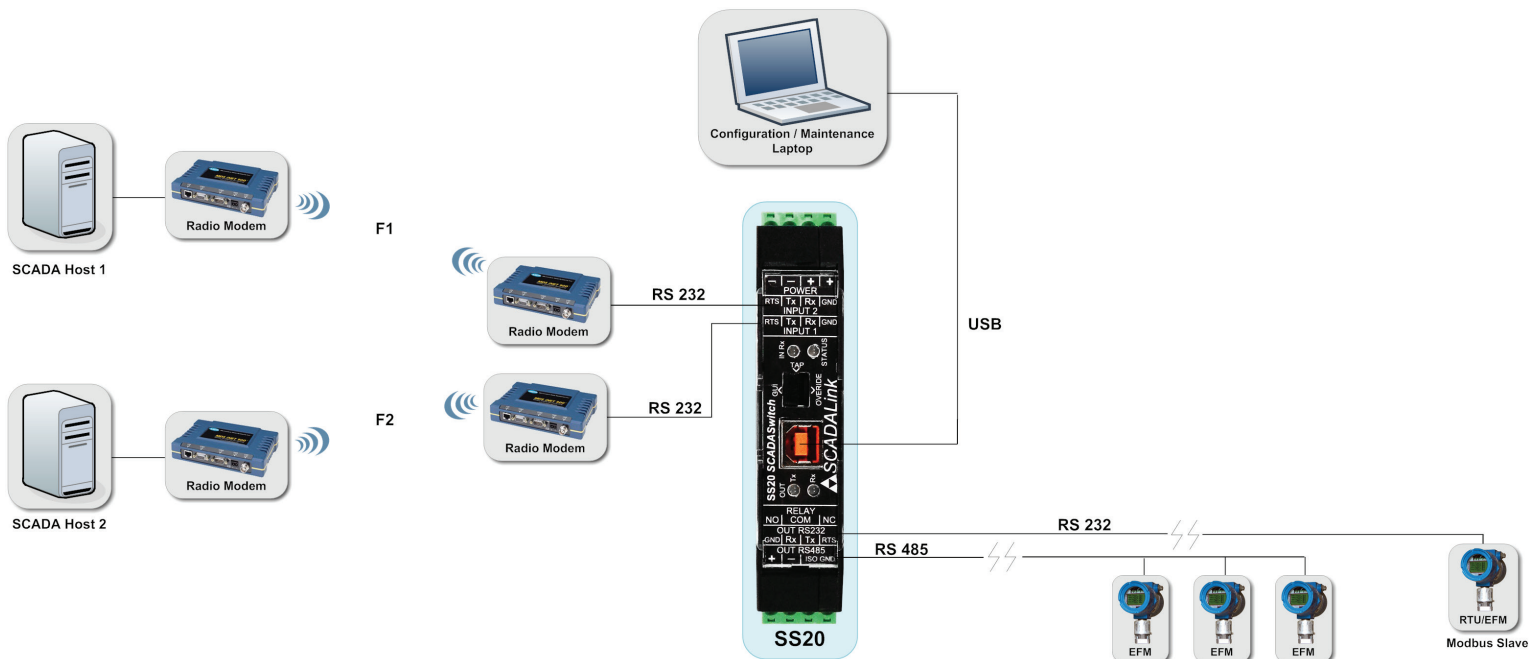 Configuration / Maintenance
Laptop
SCADA Host 1
Radio Modem
F1
Radio Modem
RS 232
SCADA Host 2
Radio Modem
F2
Radio Modem
RS 232
USB
− − + +
POWER
RTS Tx Rx GND
INPUT 2
RTS Tx Rx GND
INPUT 1
IN Rx
STATUS
TAP
GUI
OVERIDE
SS20 SCADASwitch
SCADALink
OUT
Tx
Rx
RELAY
NO COM NC
OUT RS232
GND Rx Tx RTS
OUT RS485
+ − ISO GND
SS20
RS 232
RS 485
EFM
EFM
EFM
RTU/EFM
Modbus Slave